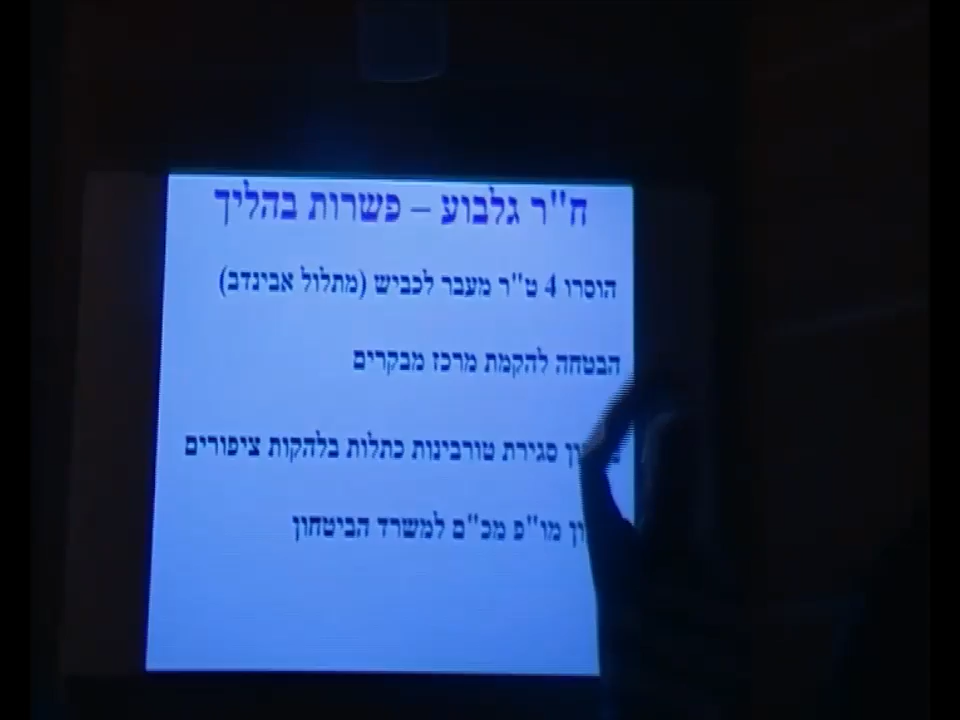 ח"ר גלבוע – פשרות בהליך
הוסרו 4 ט"ר מעבר לכביש (מתלול אבינדב)
הבטחה להקמת מרכז מבקרים
סגירת טורבינות כתלות בלהקות ציפורים
מו"פ מכ"ם למשרד הביטחון